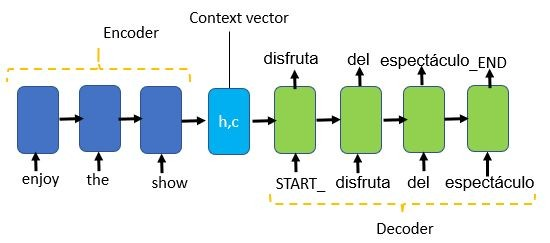 Context vector
Encoder
disfruta del espectáculo_END
h,c
enjoy the show START_ disfruta del espectáculo
Decoder